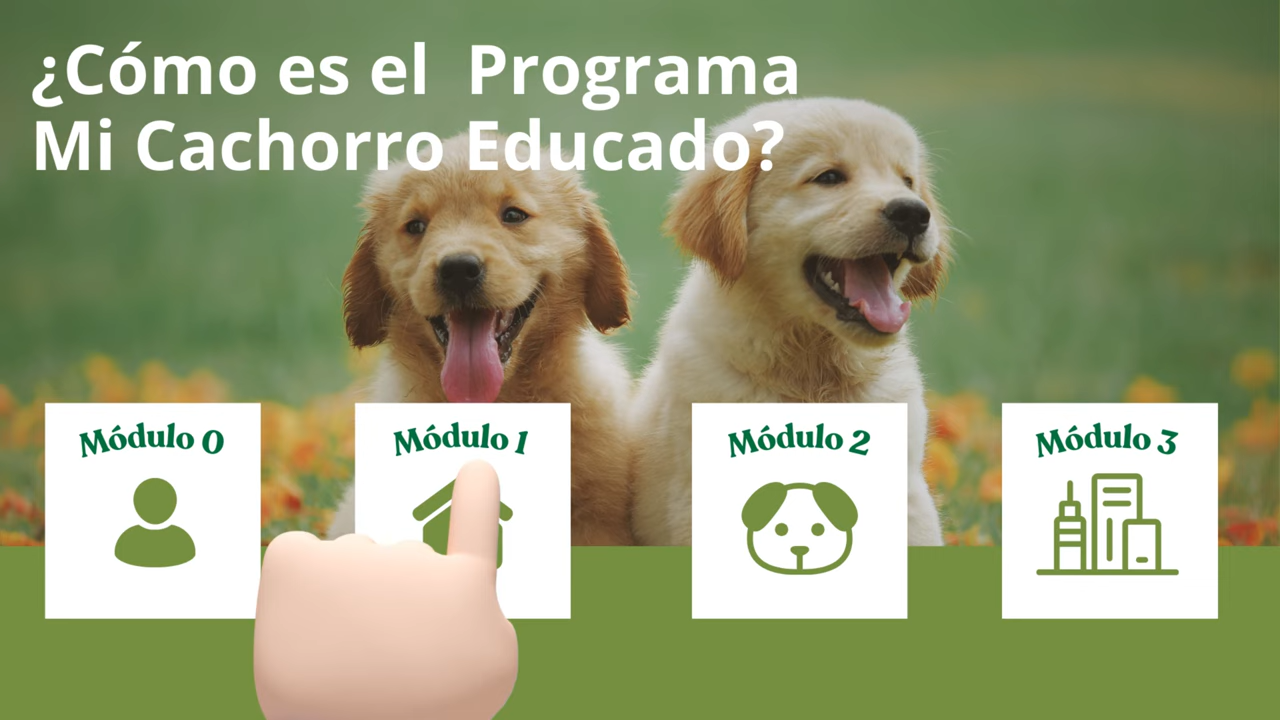 ¿Cómo es el Programa
Mi Cachorro Educado?
Módulo 0
Módulo 1
Módulo 2
Módulo 3